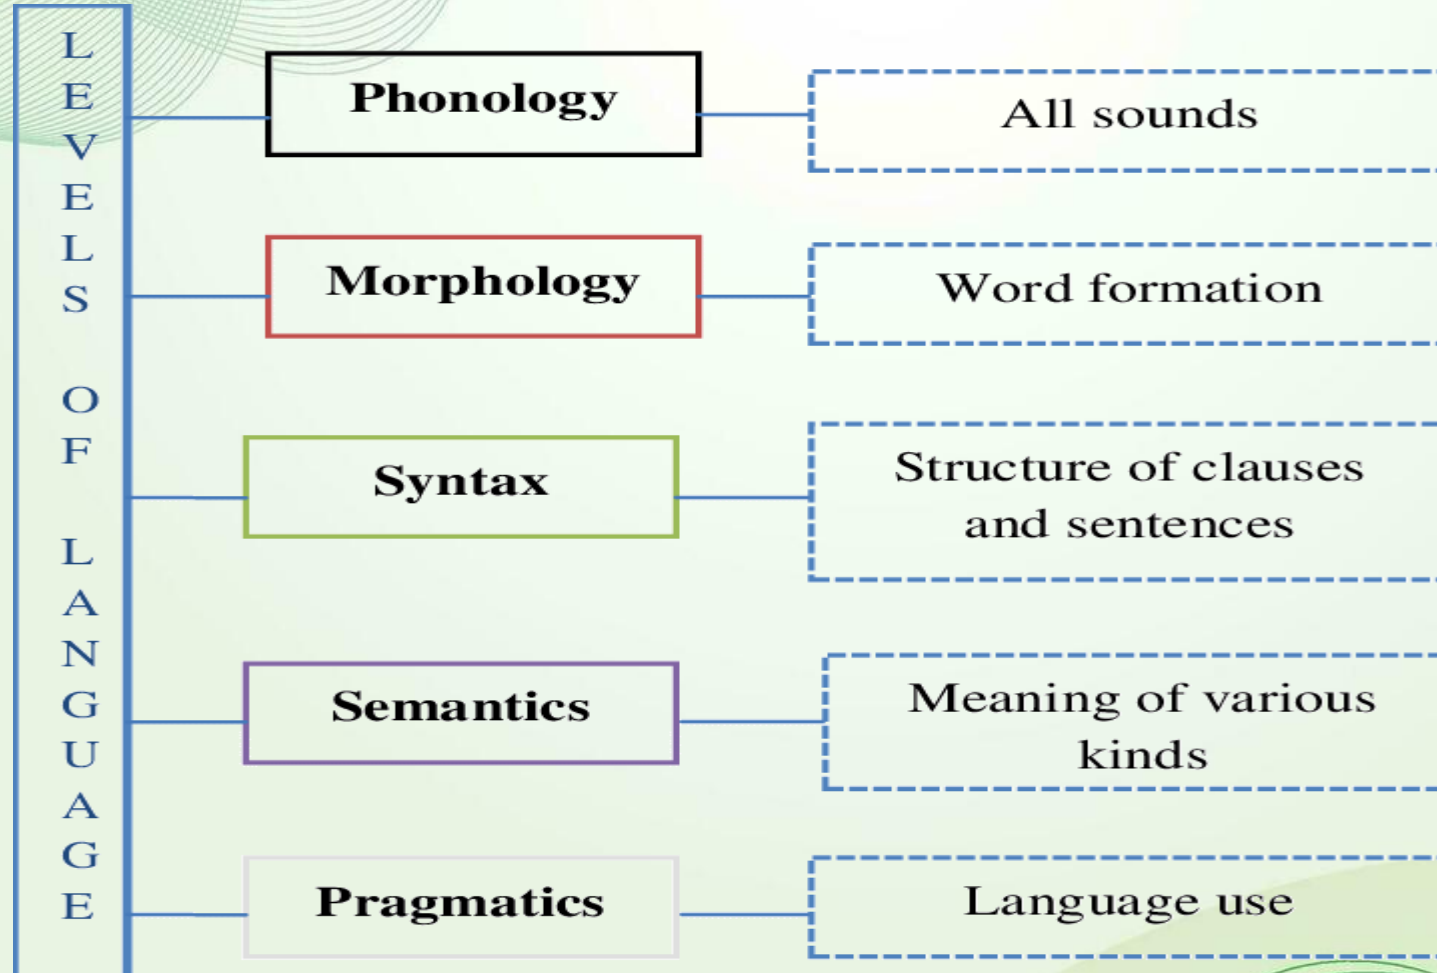 LEVELS OF LANGUAGE
Phonology
All sounds
Morphology
Word formation
Syntax
Structure of clauses
and sentences
Semantics
Meaning of various
kinds
Pragmatics
Language use